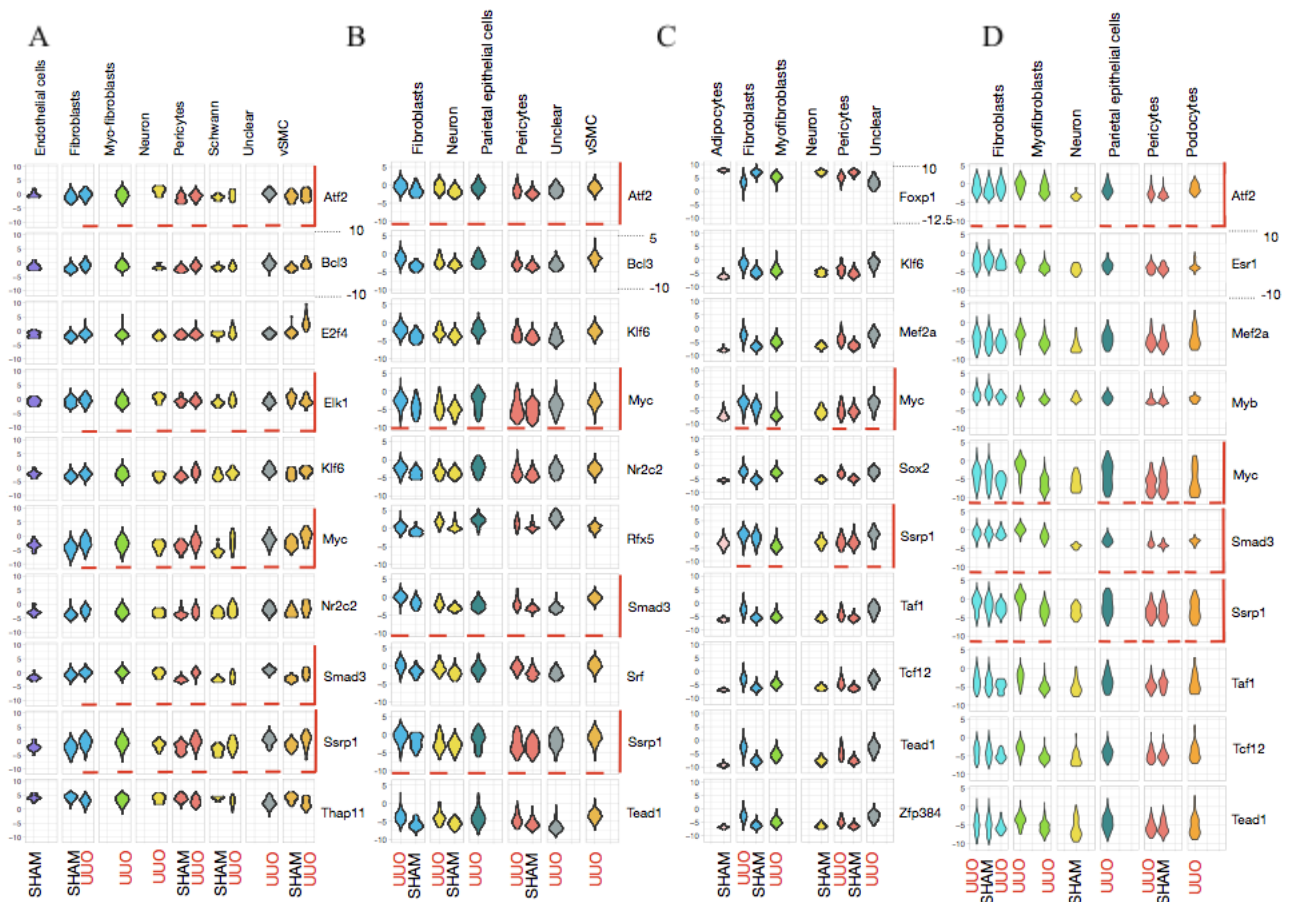 A
Endothelial cells
Fibroblasts
Myo-fibroblasts
Neuron
Pericytes
Schwann
Unclear
vSMC
Atf2
10
Bcl3
-10
E2f4
Elk1
Klf6
Myc
Nr2c2
Smad3
Ssrp1
Thap11
SHAM
SHAM
UUO
UUO
UUO
SHAM
UUO
SHAM
UUO
UUO
SHAM
UUO
B
Fibroblasts
Neuron
Parietal epithelial cells
Pericytes
Unclear
vSMC
Atf2
5
Bcl3
-10
Klf6
Myc
Nr2c2
Rfx5
Smad3
Srf
Ssrp1
Tead1
UUO
SHAM
UUO
SHAM
UUO
UUO
SHAM
UUO
UUO
C
Adipocytes
Fibroblasts
Myofibroblasts
Neuron
Pericytes
Unclear
10
Foxp1
-12.5
Klf6
Mef2a
Myc
Sox2
Ssrp1
Taf1
Tcf12
Tead1
Zfp384
SHAM
UUO
SHAM
UUO
SHAM
UUO
SHAM
UUO
D
Fibroblasts
Myofibroblasts
Neuron
Parietal epithelial cells
Pericytes
Podocytes
Atf2
10
Esr1
-10
Mef2a
Myb
Myc
Smad3
Ssrp1
Taf1
Tcf12
Tead1
UUO
SHAM
UUO
UUO
UUO
SHAM
UUO
UUO
SHAM
UUO